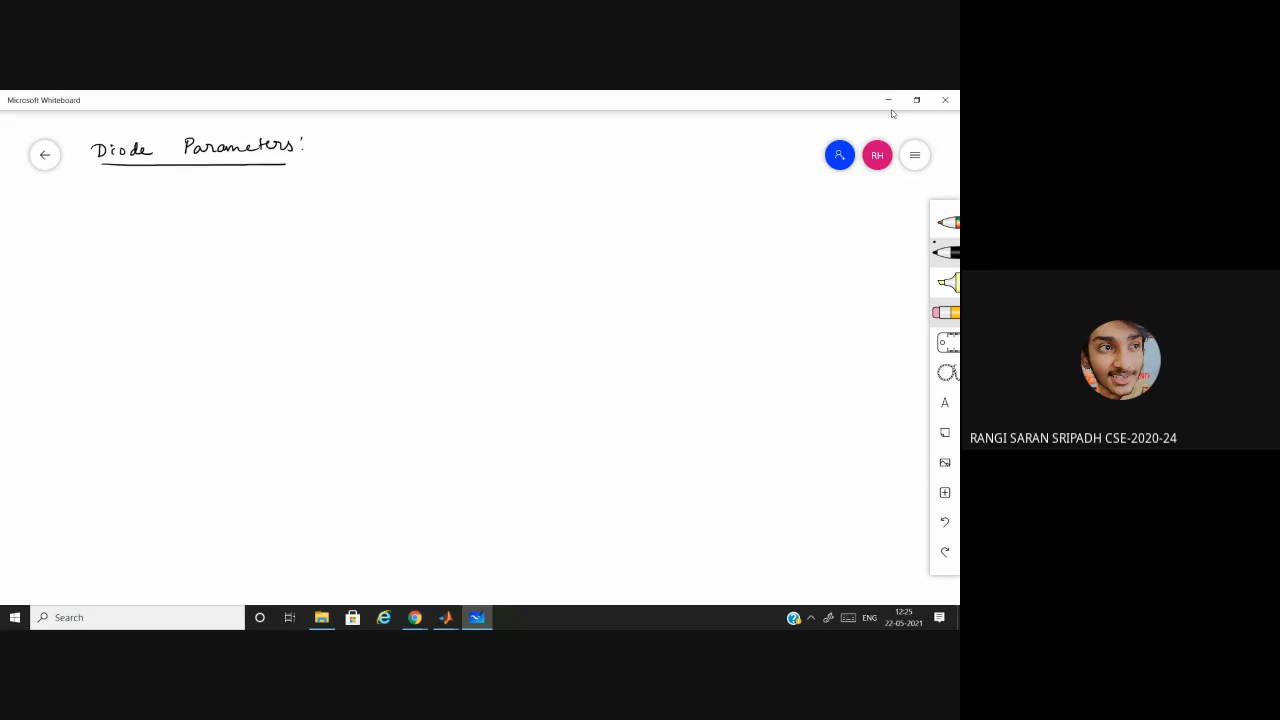 Microsoft Whiteboard
Diode Parameters:
RH
A
RANGI SARAN SRIPADH CSE-2020-24
Search
ENG
12:25
22-05-2021